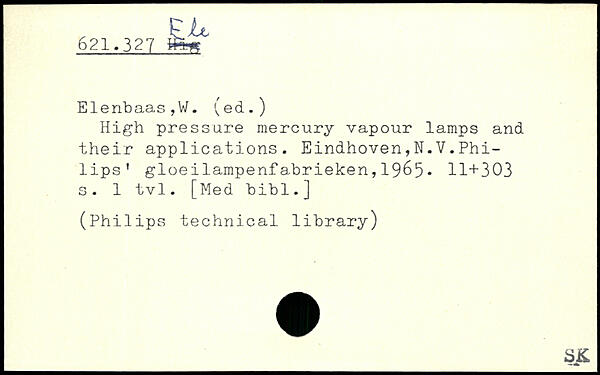 Ele
621.327 Hig
Elenbaas,W. (ed.)
High pressure mercury vapour lamps and
their applications. Eindhoven,N.V.Phi-
lips' gloeilampenfabrieken,1965. 11+303
s. 1 tvl. [Med bibl.]
(Philips technical library)
SK